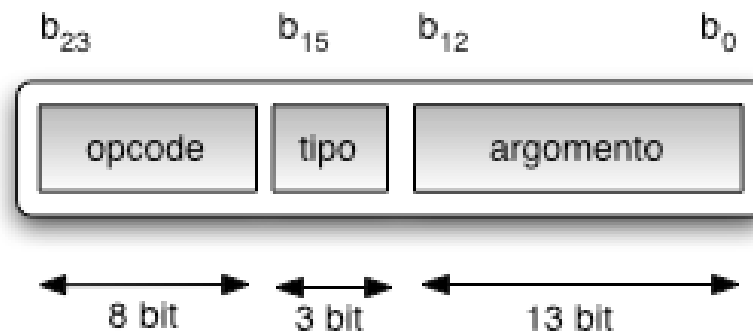 b23 b15 b12 b0
opcode tipo argomento
8 bit 3 bit 13 bit